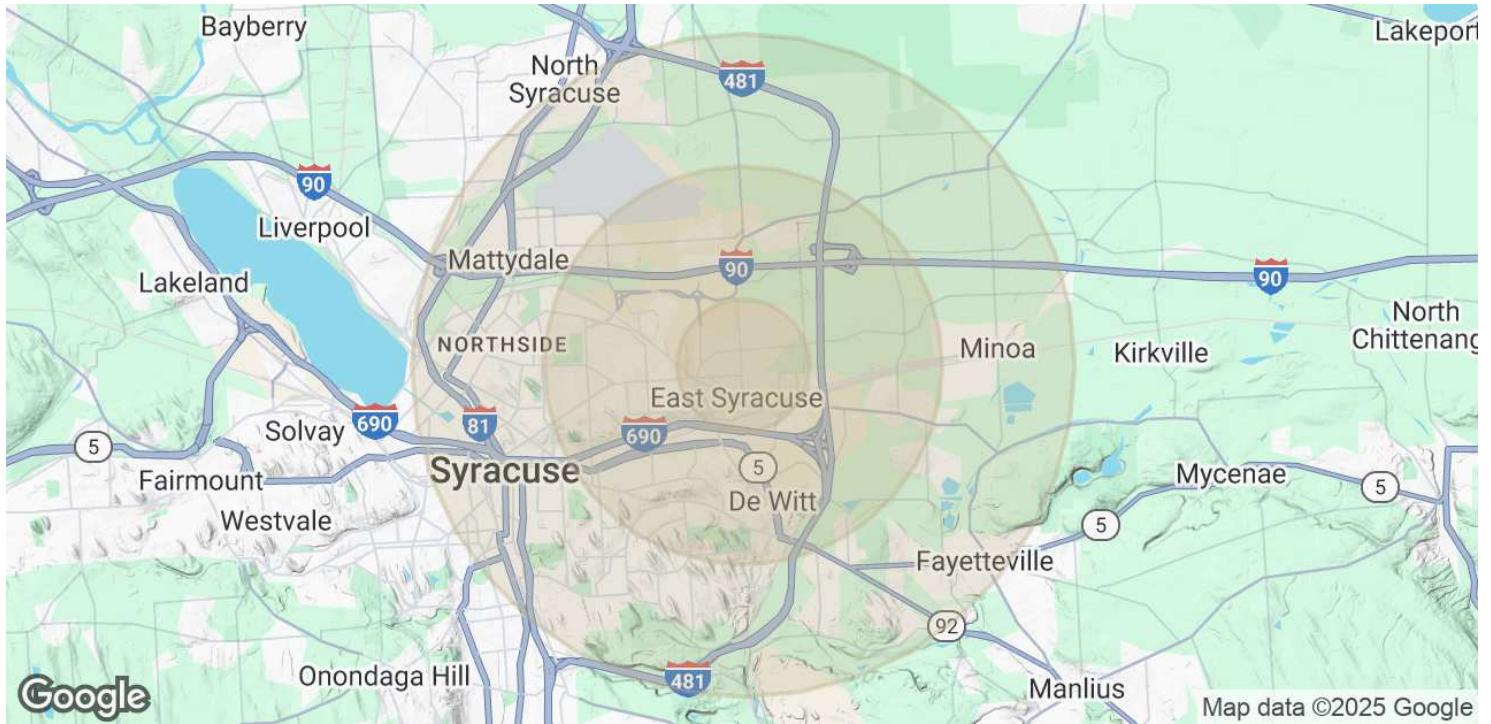 Bayberry
Lakeport
North
Syracuse
481
90
Liverpool
Mattydale
90
Lakeland
90
North
Chittenang
NORTHSIDE
Minoa
Kirkville
East Syracuse
690
81
690
Solvay
5
Syracuse
5
Fairmount
Mycenae
5
De Witt
Westvale
5
Fayetteville
92
Onondaga Hill
481
Manlius
Google
Map data ©2025 Google